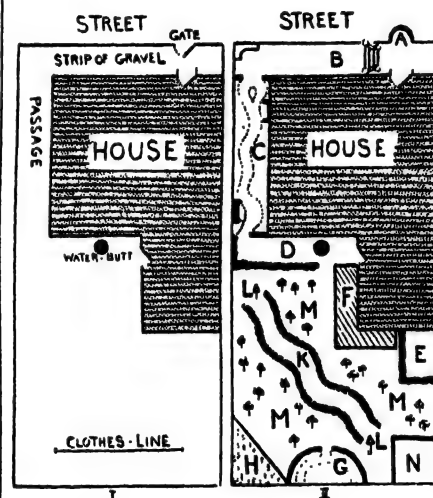 STREET
GATE
STRIP OF GRAVEL
PASSAGE
HOUSE
WATER-BUTT
CLOTHES-LINE
I
STREET
A
B
C
HOUSE
D
F
L
M
E
K
M
M
L
H
G
N
II